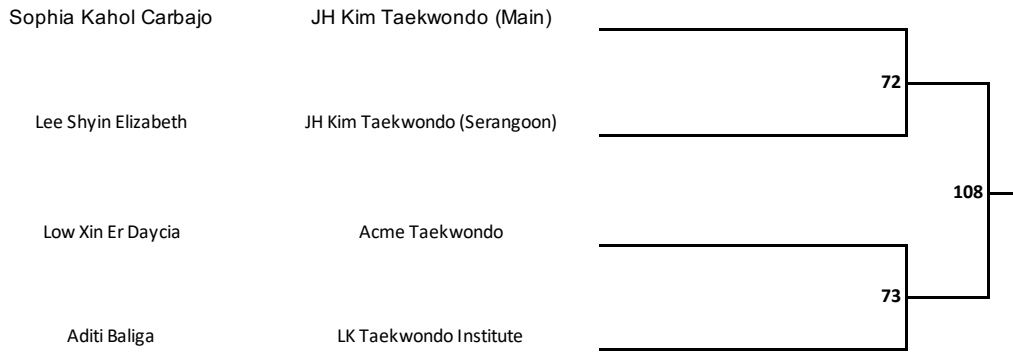 Sophia Kahol Carbajo JH Kim Taekwondo (Main)
72
Lee Shyin Elizabeth JH Kim Taekwondo (Serangoon)
108
Low Xin Er Daycia Acme Taekwondo
73
Aditi Baliga LK Taekwondo Institute